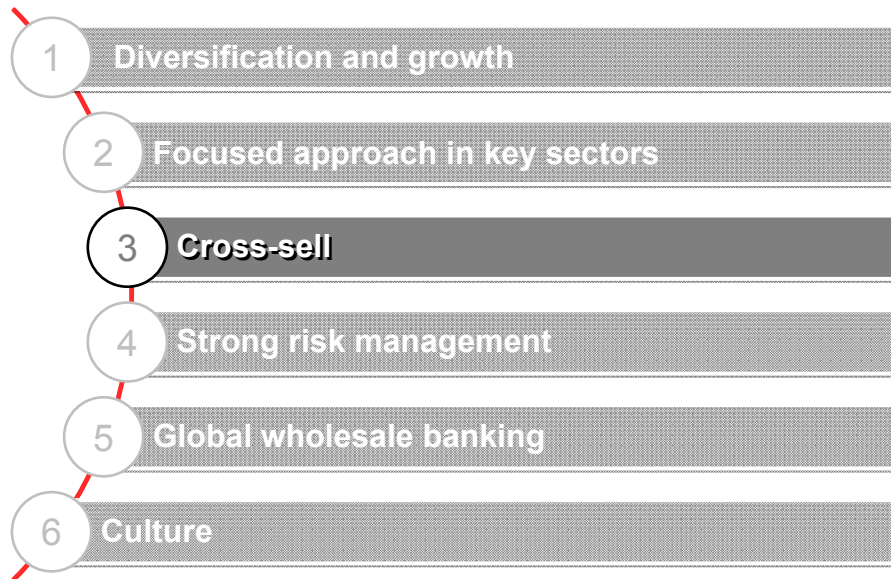 1 Diversification and growth
2 Focused approach in key sectors
3 Cross-sell
4 Strong risk management
5 Global wholesale banking
6 Culture